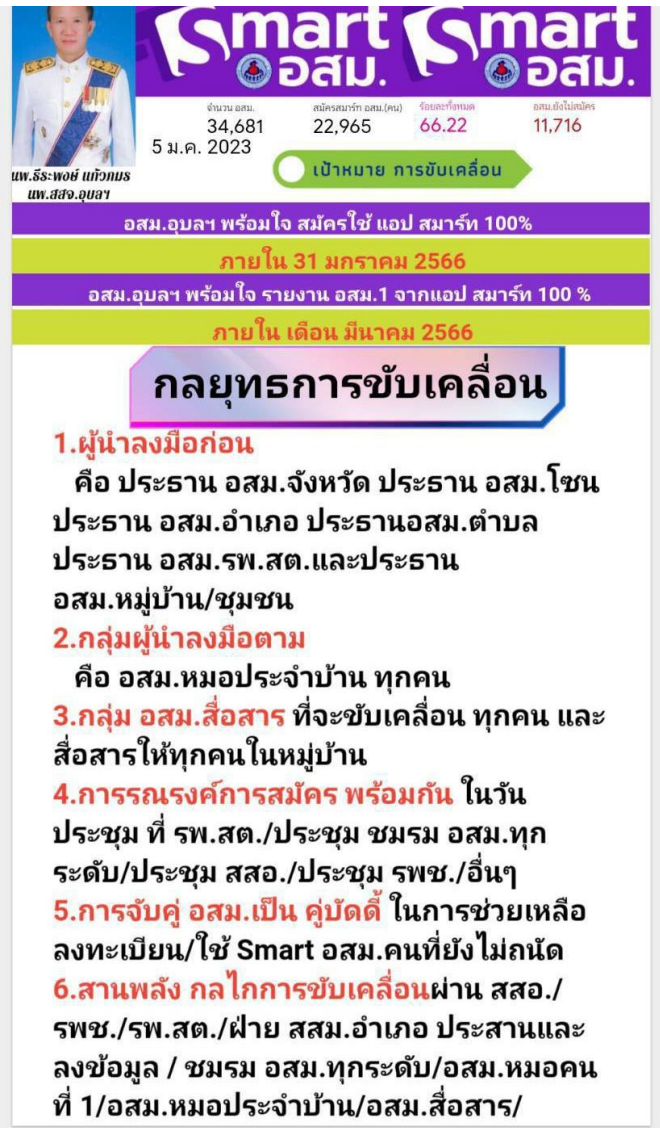 Smart Smart
อสม. อสม.
จำนวน อสม. สมัครสมาร์ท อสม.(คน) ร้อยละทั้งหมด อสม.ยังไม่สมัคร
34,681 22,965 66.22 11,716
5 ม.ค. 2023
เป้าหมาย การขับเคลื่อน
นพ.ธีระพงษ์ แก้วภมร
นพ.สสจ.อุบลฯ
อสม.อุบลฯ พร้อมใจ สมัครใช้ แอป สมาร์ท 100%
ภายใน 31 มกราคม 2566
อสม.อุบลฯ พร้อมใจ รายงาน อสม.1 จากแอป สมาร์ท 100 %
ภายใน เดือน มีนาคม 2566
กลยุทธการขับเคลื่อน
1.ผู้นำลงมือก่อน
คือ ประธาน อสม.จังหวัด ประธาน อสม.โซน
ประธาน อสม.อำเภอ ประธานอสม.ตำบล
ประธาน อสม.รพ.สต.และประธาน
อสม.หมู่บ้าน/ชุมชน
2.กลุ่มผู้นำลงมือตาม
คือ อสม.หมอประจำบ้าน ทุกคน
3.กลุ่ม อสม.สื่อสาร ที่จะขับเคลื่อน ทุกคน และ
สื่อสารให้ทุกคนในหมู่บ้าน
4.การรณรงค์การสมัคร พร้อมกัน ในวัน
ประชุม ที่ รพ.สต./ประชุม ชมรม อสม.ทุก
ระดับ/ประชุม สสอ./ประชุม รพช./อื่นๆ
5.การจับคู่ อสม.เป็น คู่บัดดี้ ในการช่วยเหลือ
ลงทะเบียน/ใช้ Smart อสม.คนที่ยังไม่ถนัด
6.สานพลัง กลไกการขับเคลื่อนผ่าน สสอ./
รพช./รพ.สต./ฝ่าย สสม.อำเภอ ประสานและ
ลงข้อมูล / ชมรม อสม.ทุกระดับ/อสม.หมอคน
ที่ 1/อสม.หมอประจำบ้าน/อสม.สื่อสาร/